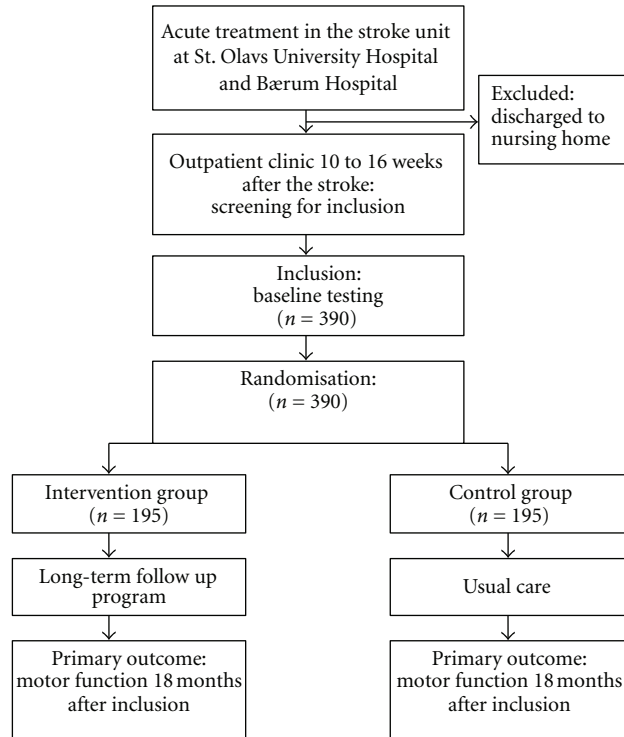 Acute treatment in the stroke unit
at St. Olavs University Hospital
and Bærum Hospital
Excluded:
discharged to
nursing home
Outpatient clinic 10 to 16 weeks
after the stroke:
screening for inclusion
Inclusion:
baseline testing
(n = 390)
Randomisation:
(n = 390)
Intervention group
(n = 195)
Control group
(n = 195)
Long-term follow up
program
Usual care
Primary outcome:
motor function 18 months
after inclusion
Primary outcome:
motor function 18 months
after inclusion